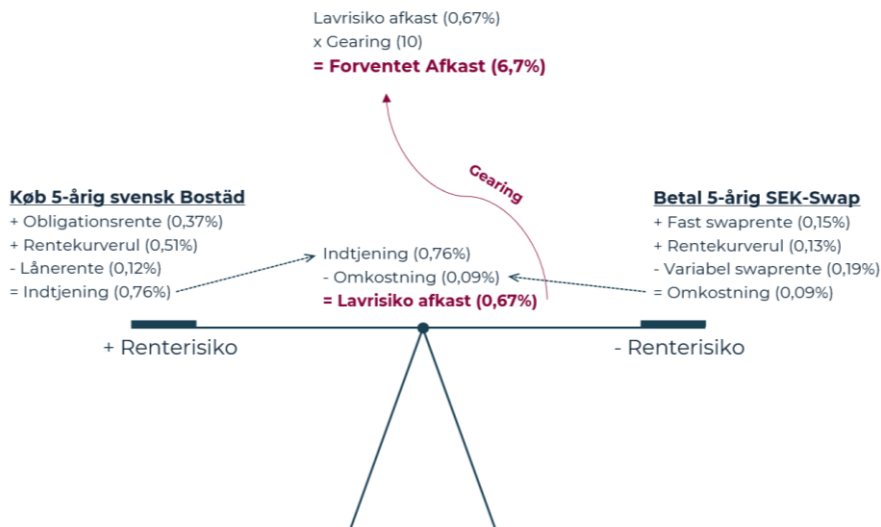 Lavrisiko afkast (0,67%)
x Gearing (10)
= Forventet Afkast (6,7%)
Gearing
Køb 5-årig svensk Bostäd
+ Obligationsrente (0,37%)
+ Rentekurverul (0,51%)
- Lånerente (0,12%)
= Indtjening (0,76%)
Indtjening (0,76%)
- Omkostning (0,09%)
= Lavrisiko afkast (0,67%)
Betal 5-årig SEK-Swap
+ Fast swaprente (0,15%)
+ Rentekurverul (0,13%)
- Variabel swaprente (0,19%)
= Omkostning (0,09%)
+ Renterisiko
- Renterisiko